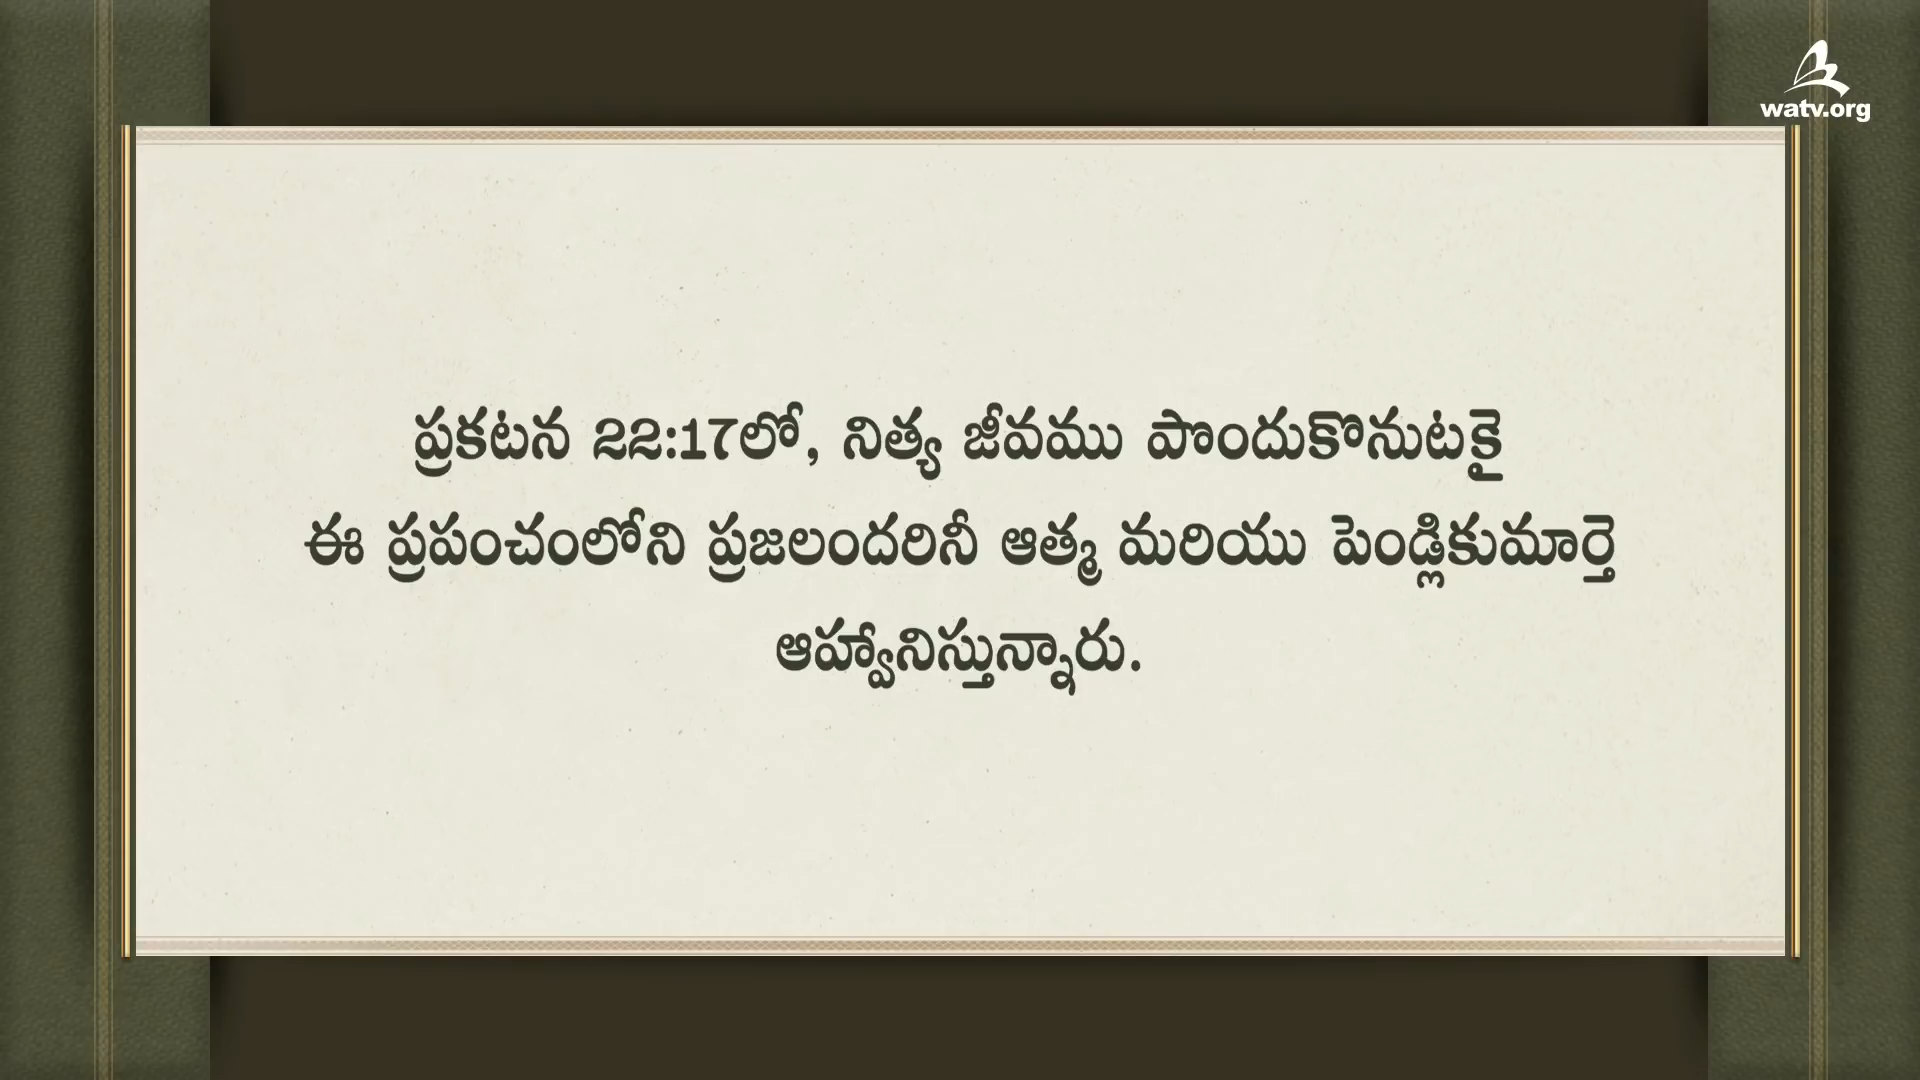 watv.org
ప్రకటన 22:17లో, నిత్య జీవము పొందుకొనుటకై
ఈ ప్రపంచంలోని ప్రజలందరినీ ఆత్మ మరియు పెండ్లికుమార్తె
ఆహ్వానిస్తున్నారు.